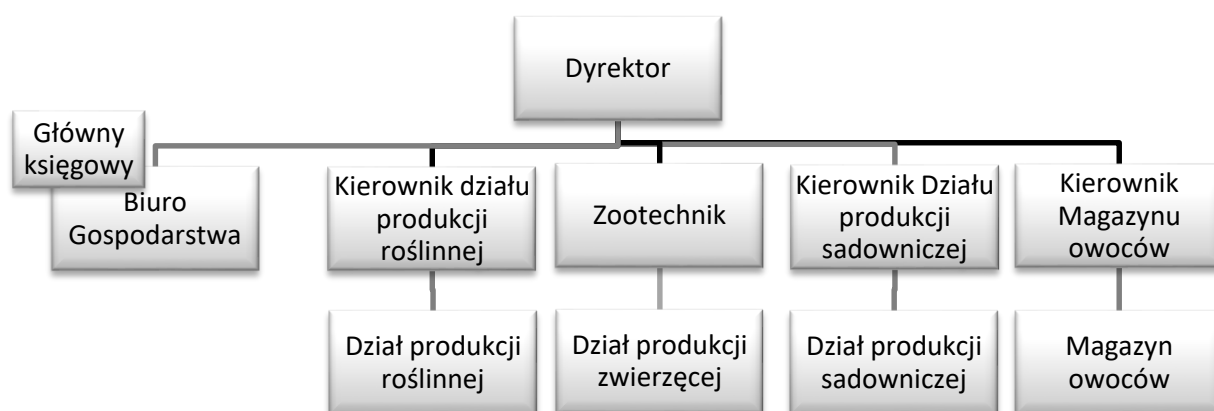 Dyrektor
Główny
księgowy
Biuro
Gospodarstwa
Kierownik działu
produkcji
roślinnej
Zootechnik
Kierownik Działu
produkcji
sadowniczej
Kierownik
Magazynu
owoców
Dział produkcji
roślinnej
Dział produkcji
zwierzęcej
Dział produkcji
sadowniczej
Magazyn
owoców